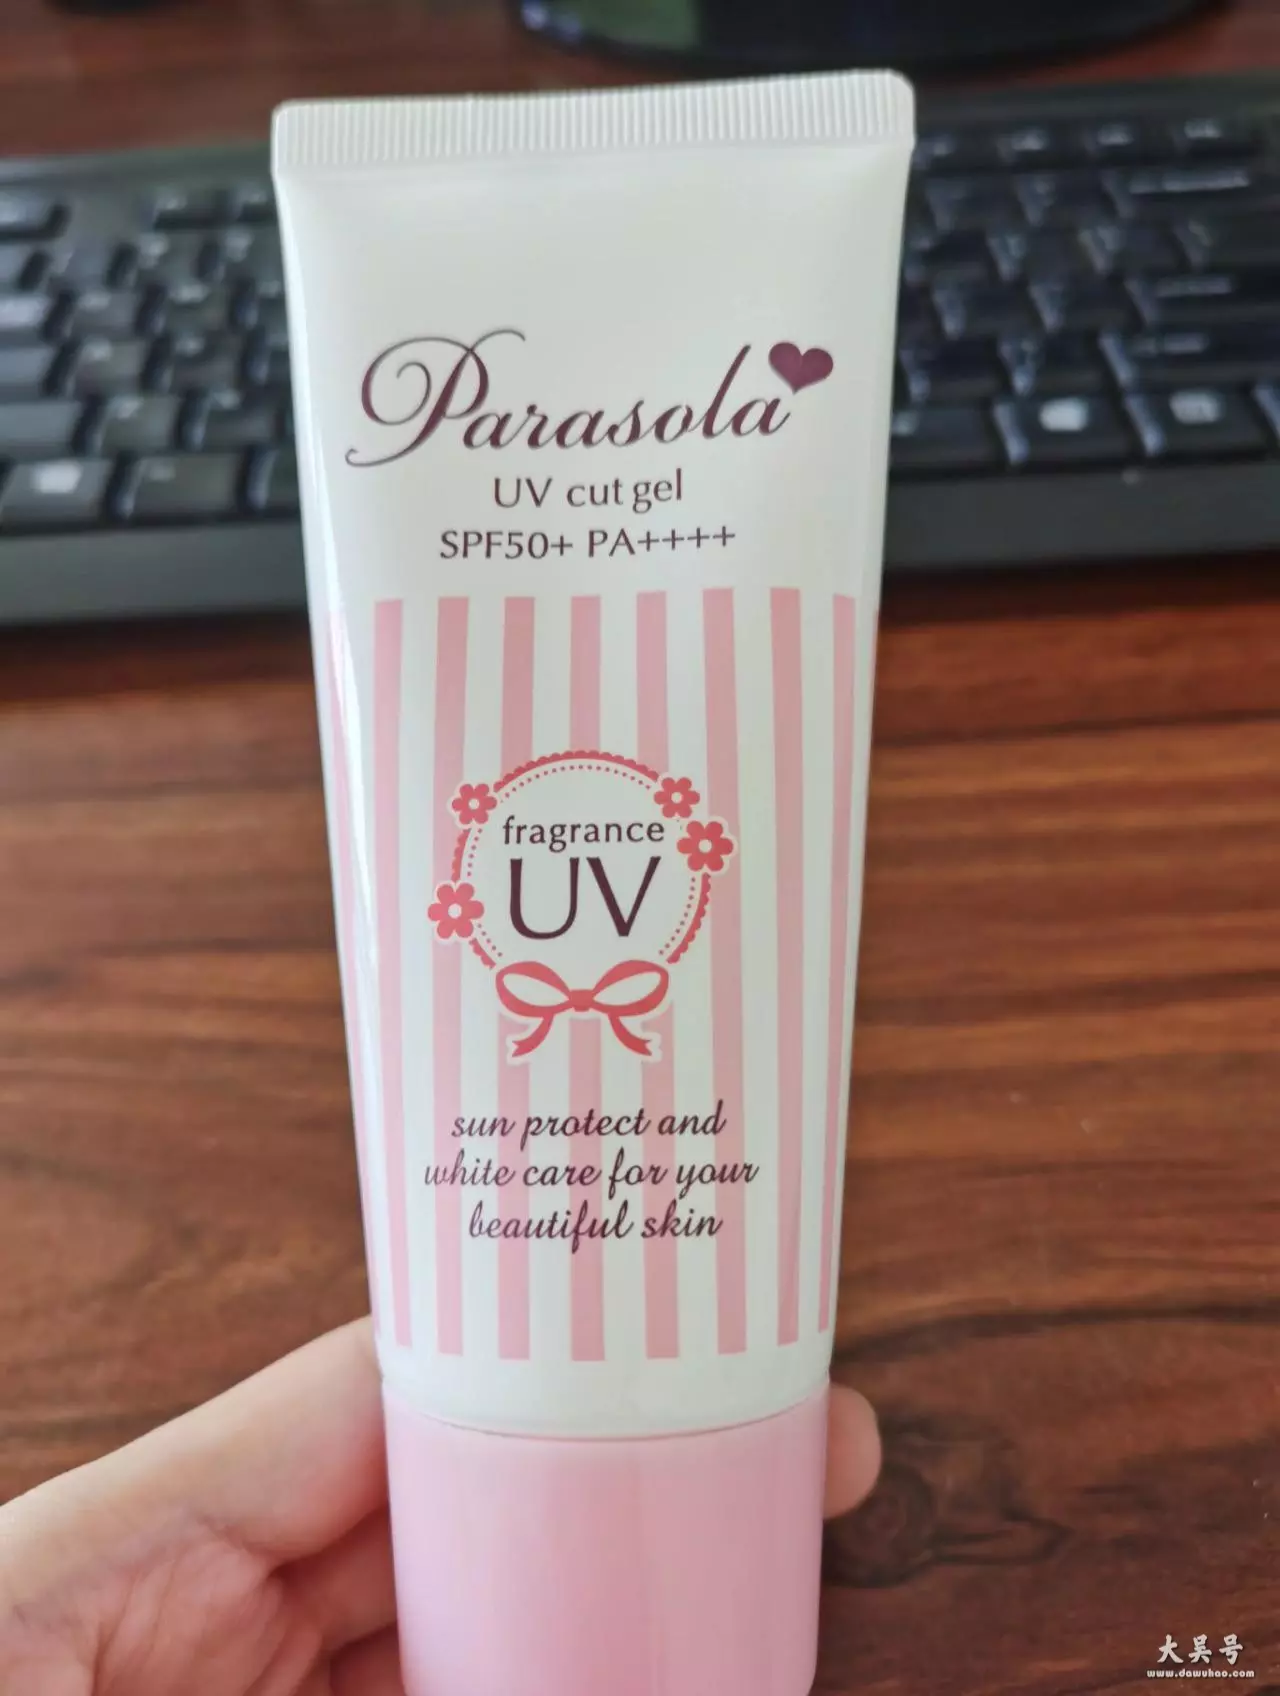 Parasola
UV cut gel
SPF50+ PA++++
fragrance
UV
sun protect and
white care for your
beautiful skin
大吴号
www.dawuhao.com